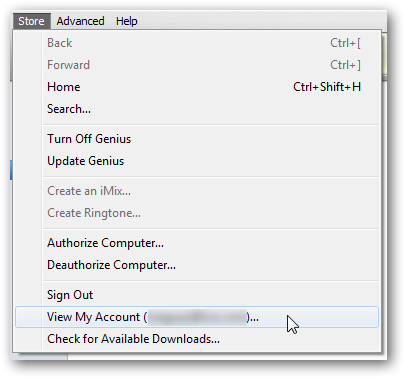 Store Advanced Help
Back Ctrl+[
Forward Ctrl+]
Home Ctrl+Shift+H
Search...
Turn Off Genius
Update Genius
Create an iMix...
Create Ringtone...
Authorize Computer...
Deauthorize Computer...
Sign Out
View My Account ( )...
Check for Available Downloads...